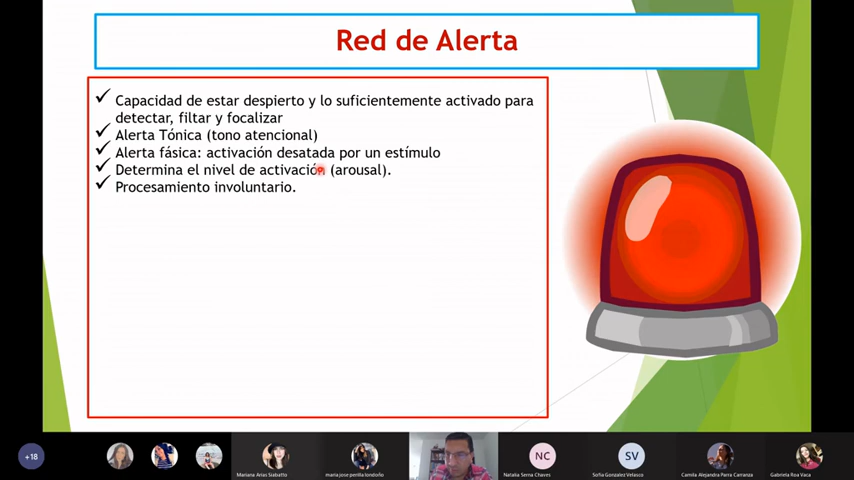 Red de Alerta
Capacidad de estar despierto y lo suficientemente activado para
detectar, filtar y focalizar
Alerta Tónica (tono atencional)
Alerta fásica: activación desatada por un estímulo
Determina el nivel de activación (arousal).
Procesamiento involuntario.
+18
Mariana Arias Siabatto
maria jose perilla londoño
NC
Natalia Serna Chaves
SV
Sofia Gonzalez Velasco
Camila Alejandra Parra Carranza
Gabriela Roa Vaca